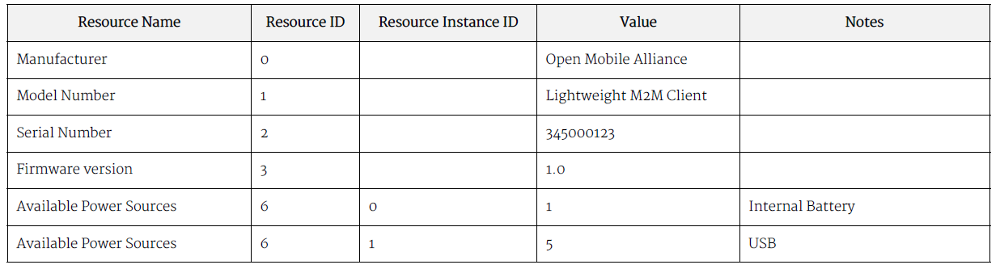 Resource Name Resource ID Resource Instance ID Value Notes
Manufacturer 0 Open Mobile Alliance
Model Number 1 Lightweight M2M Client
Serial Number 2 345000123
Firmware version 3 1.0
Available Power Sources 6 0 1 Internal Battery
Available Power Sources 6 1 5 USB